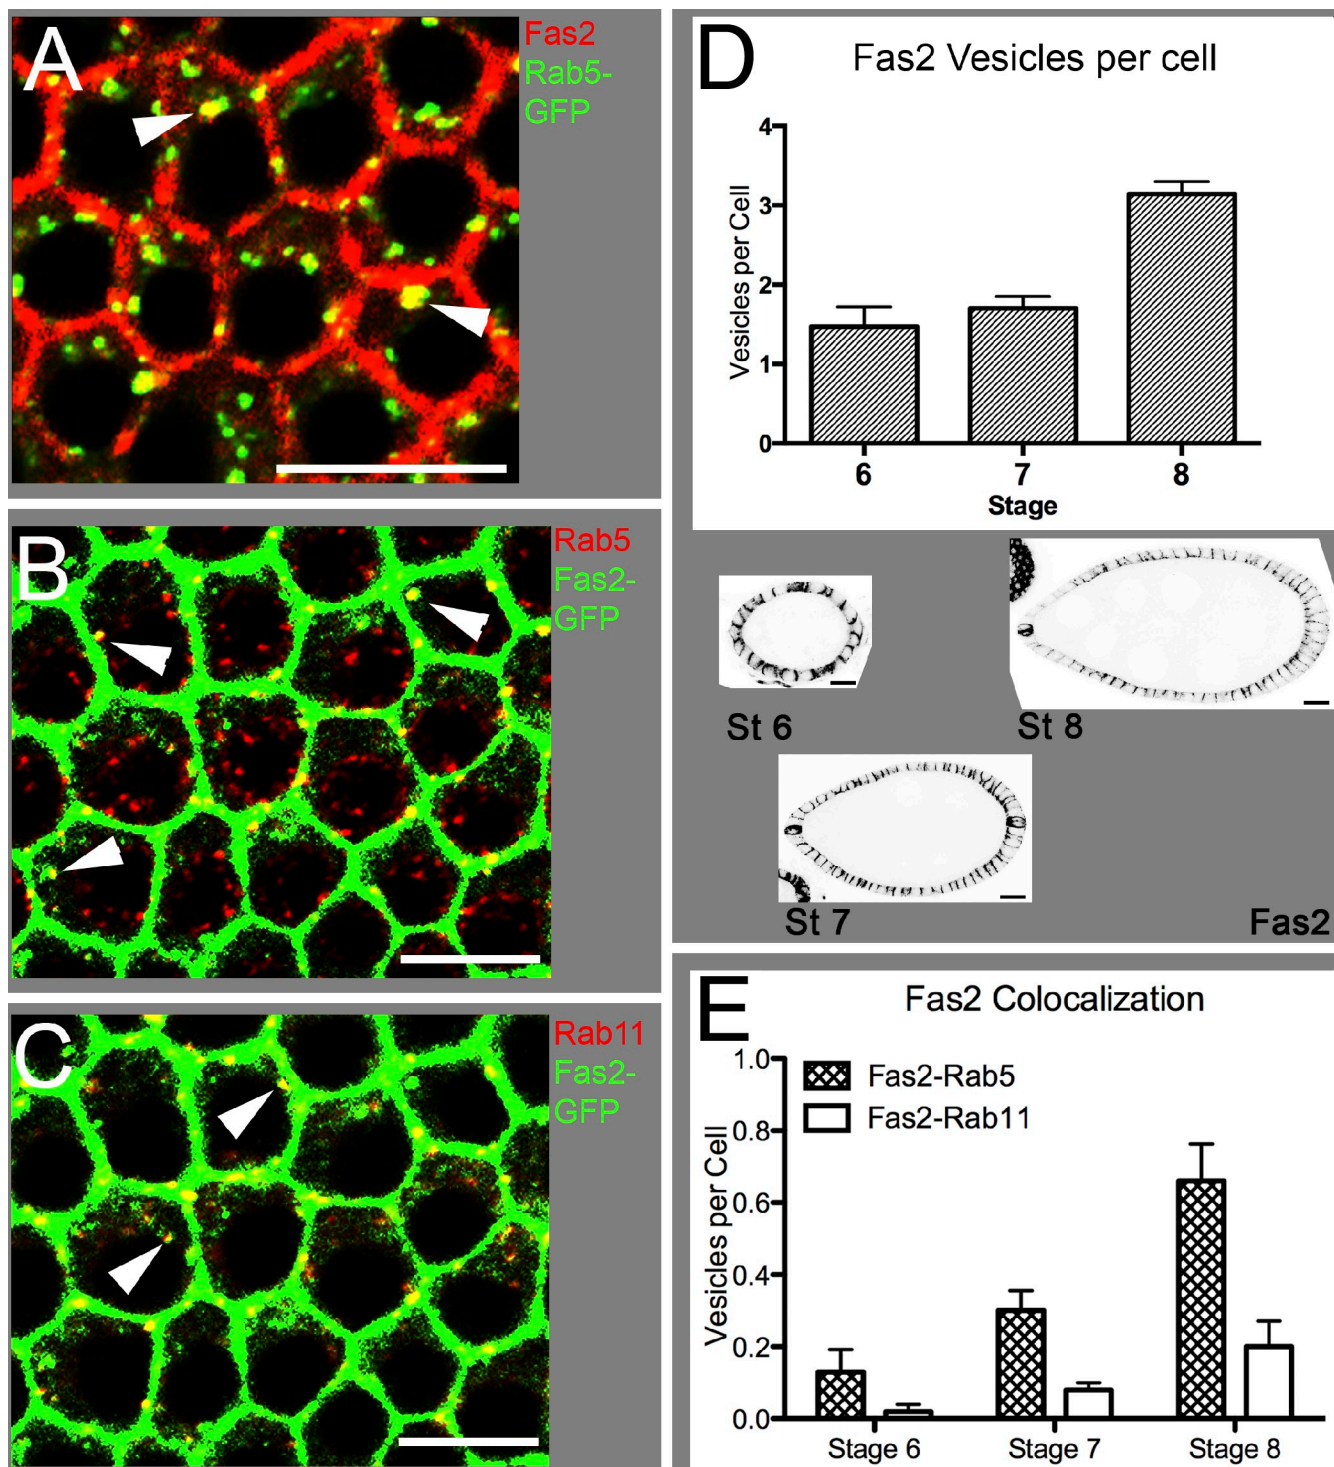 A
Fas2
Rab5-
GFP
B
Rab5
Fas2-
GFP
C
Rab11
Fas2-
GFP
D
Fas2 Vesicles per cell
Vesicles per Cell
4
3
2
1
0
6 7 8
Stage
St 6
St 8
St 7
Fas2
E
Fas2 Colocalization
Vesicles per Cell
1.0
0.8
0.6
0.4
0.2
0.0
Fas2-Rab5
Fas2-Rab11
Stage 6 Stage 7 Stage 8